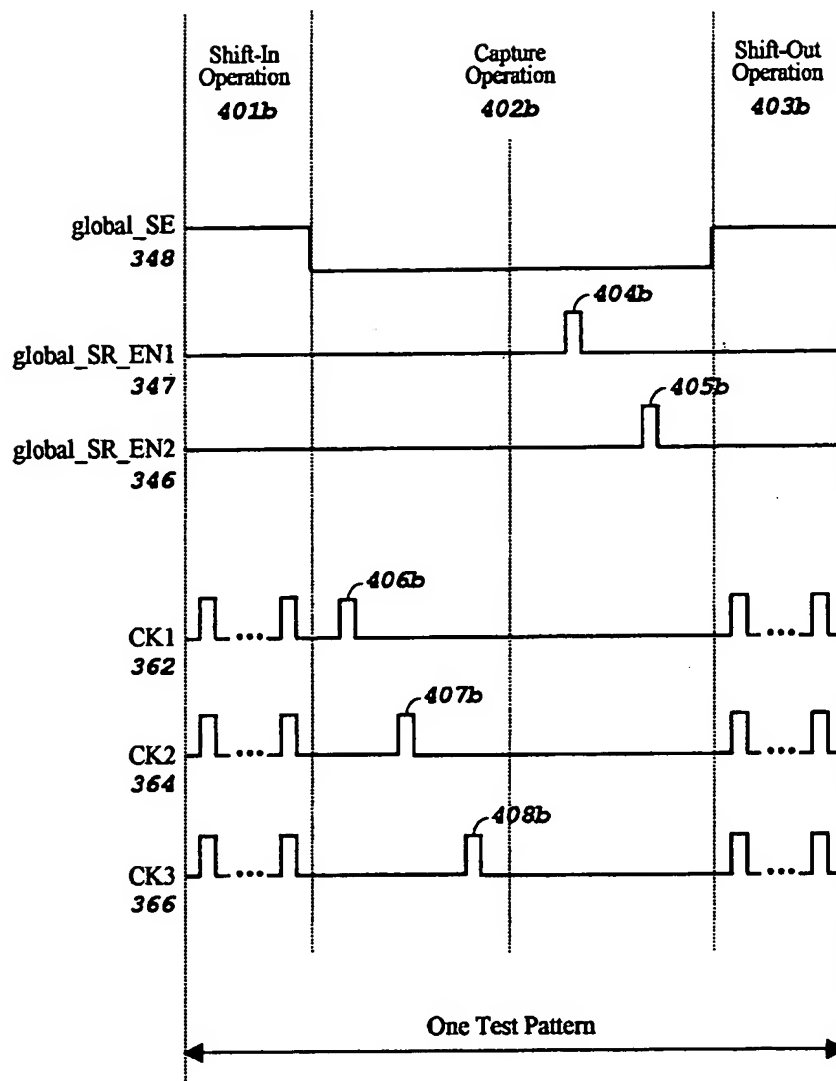 Shift-In
Operation
401b
Capture
Operation
402b
Shift-Out
Operation
403b
global_SE
348
404b
global_SR_EN1
347
405b
global_SR_EN2
346
406b
CK1
362
407b
CK2
364
408b
CK3
366
One Test Pattern